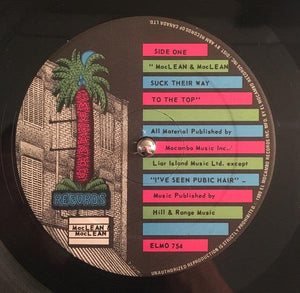 SIDE ONE
" MacLEAN & MacLEAN
SUCK THEIR WAY
TO THE TOP"
All Material Published by
Mocambo Music Inc.
Liar Island Music Ltd. except
"I'VE SEEN PUBIC HAIR" –
Music Published by
Hill & Range Music
ELMO 754
RECORDS
MacLEAN
MacLEAN
UNAUTHORIZED REPRODUCTION IS STRICTLY PROHIBITED